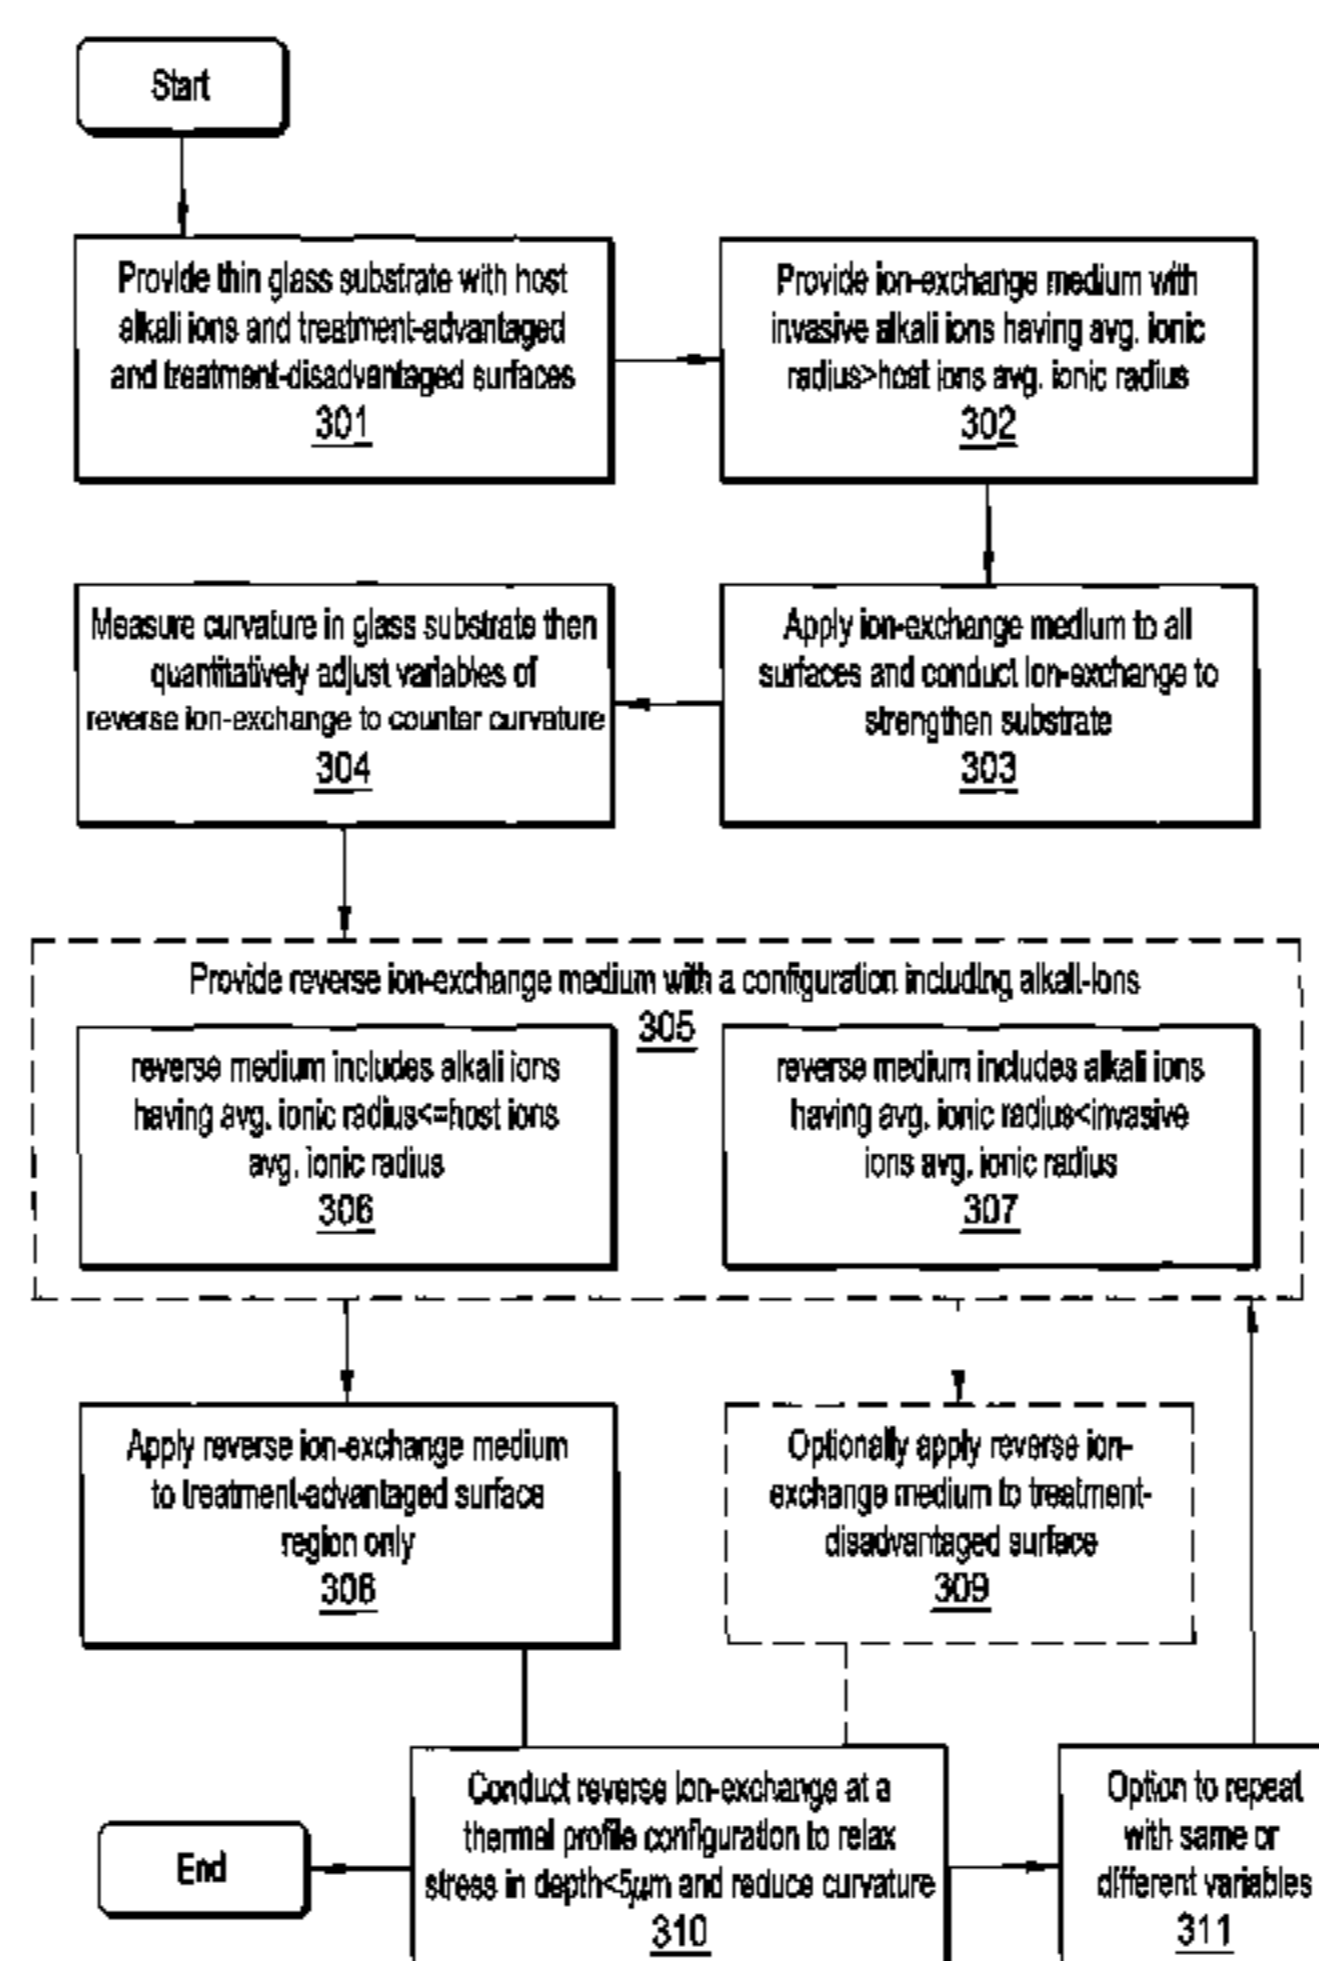 Start
Provide thin glass substrate with host
alkali ions and treatment-advantaged
and treatment-disadvantaged surfaces
301
Provide ion-exchange medium with
invasive alkali ions having avg. ionic
radius>host ions avg. ionic radius
302
Measure curvature in glass substrate then
quantitatively adjust variables of
reverse ion-exchange to counter curvature
304
Apply ion-exchange medium to all
surfaces and conduct ion-exchange to
strengthen substrate
303
Provide reverse ion-exchange medium with a configuration including alkali-ions
305
reverse medium includes alkali ions
having avg. ionic radius<=host ions
avg. ionic radius
306
reverse medium includes alkali ions
having avg. ionic radius<invasive
ions avg. ionic radius
307
Apply reverse ion-exchange medium
to treatment-advantaged surface
region only
308
Optionally apply reverse ion-
exchange medium to treatment-
disadvantaged surface
309
Conduct reverse ion-exchange at a
thermal profile configuration to relax
stress in depth<5μm and reduce curvature
310
End
Option to repeat
with same or
different variables
311